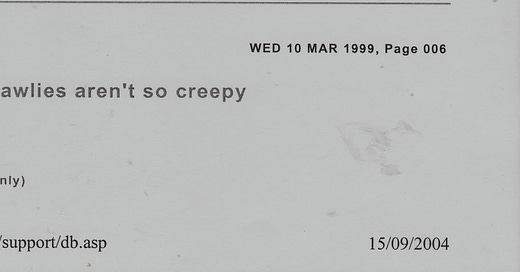 WED 10 MAR 1999, Page 006
awlies aren't so creepy
nly)
/support/db.asp
15/09/2004